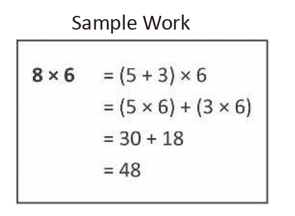 Sample Work
8 × 6 = (5 + 3) × 6
= (5 × 6) + (3 × 6)
= 30 + 18
= 48